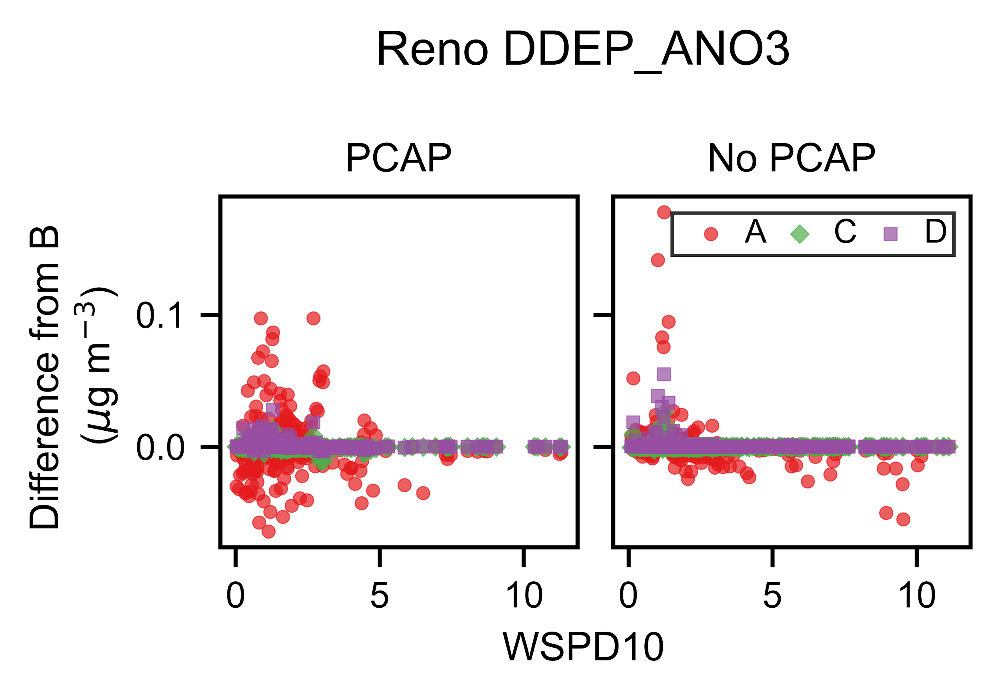 Reno DDEP_ANO3
PCAP
No PCAP
A C D
Difference from B
(μg m⁻³)
0.1
0.0
0 5 10
0 5 10
WSPD10